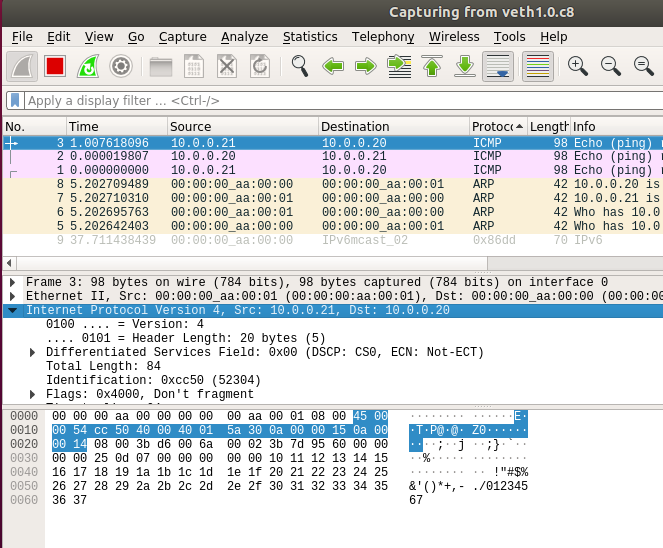 Capturing from veth1.0.c8
File Edit View Go Capture Analyze Statistics Telephony Wireless Tools Help
Apply a display filter ... <Ctrl-/>
No. Time Source Destination Protoc Length Info
3 1.007618096 10.0.0.21 10.0.0.20 ICMP 98 Echo (ping)
2 0.000019807 10.0.0.20 10.0.0.21 ICMP 98 Echo (ping)
1 0.000000000 10.0.0.21 10.0.0.20 ICMP 98 Echo (ping)
8 5.202709489 00:00:00_aa:00:00 00:00:00_aa:00:01 ARP 42 10.0.0.20 is
7 5.202710310 00:00:00_aa:00:01 00:00:00_aa:00:00 ARP 42 10.0.0.21 is
6 5.202695763 00:00:00_aa:00:01 00:00:00_aa:00:00 ARP 42 Who has 10.0
5 5.202642403 00:00:00_aa:00:00 00:00:00_aa:00:01 ARP 42 Who has 10.0
9 37.711438439 00:00:00_aa:00:00 IPv6mcast_02 0x86dd 70 IPv6
Frame 3: 98 bytes on wire (784 bits), 98 bytes captured (784 bits) on interface 0
Ethernet II, Src: 00:00:00_aa:00:01 (00:00:00:aa:00:01), Dst: 00:00:00_aa:00:00 (00:00:00
Internet Protocol Version 4, Src: 10.0.0.21, Dst: 10.0.0.20
0100 .... = Version: 4
.... 0101 = Header Length: 20 bytes (5)
Differentiated Services Field: 0x00 (DSCP: CS0, ECN: Not-ECT)
Total Length: 84
Identification: 0xcc50 (52304)
Flags: 0x4000, Don't fragment
0000 00 00 00 aa 00 00 00 00 00 aa 00 01 08 00 45 00 ········ ······E·
0010 00 54 cc 50 40 00 40 01 5a 30 0a 00 00 15 0a 00 ·T·P@·@· Z0······
0020 00 14 08 00 3b d6 00 6a 00 02 3b 7d 95 60 00 00 ····;··j ··;}·`··
0030 00 00 25 0d 07 00 00 00 00 00 10 11 12 13 14 15 ··%····· ········
0040 16 17 18 19 1a 1b 1c 1d 1e 1f 20 21 22 23 24 25 ········ ·· !"#$%
0050 26 27 28 29 2a 2b 2c 2d 2e 2f 30 31 32 33 34 35 &'()*+,- ./012345
0060 36 37 67